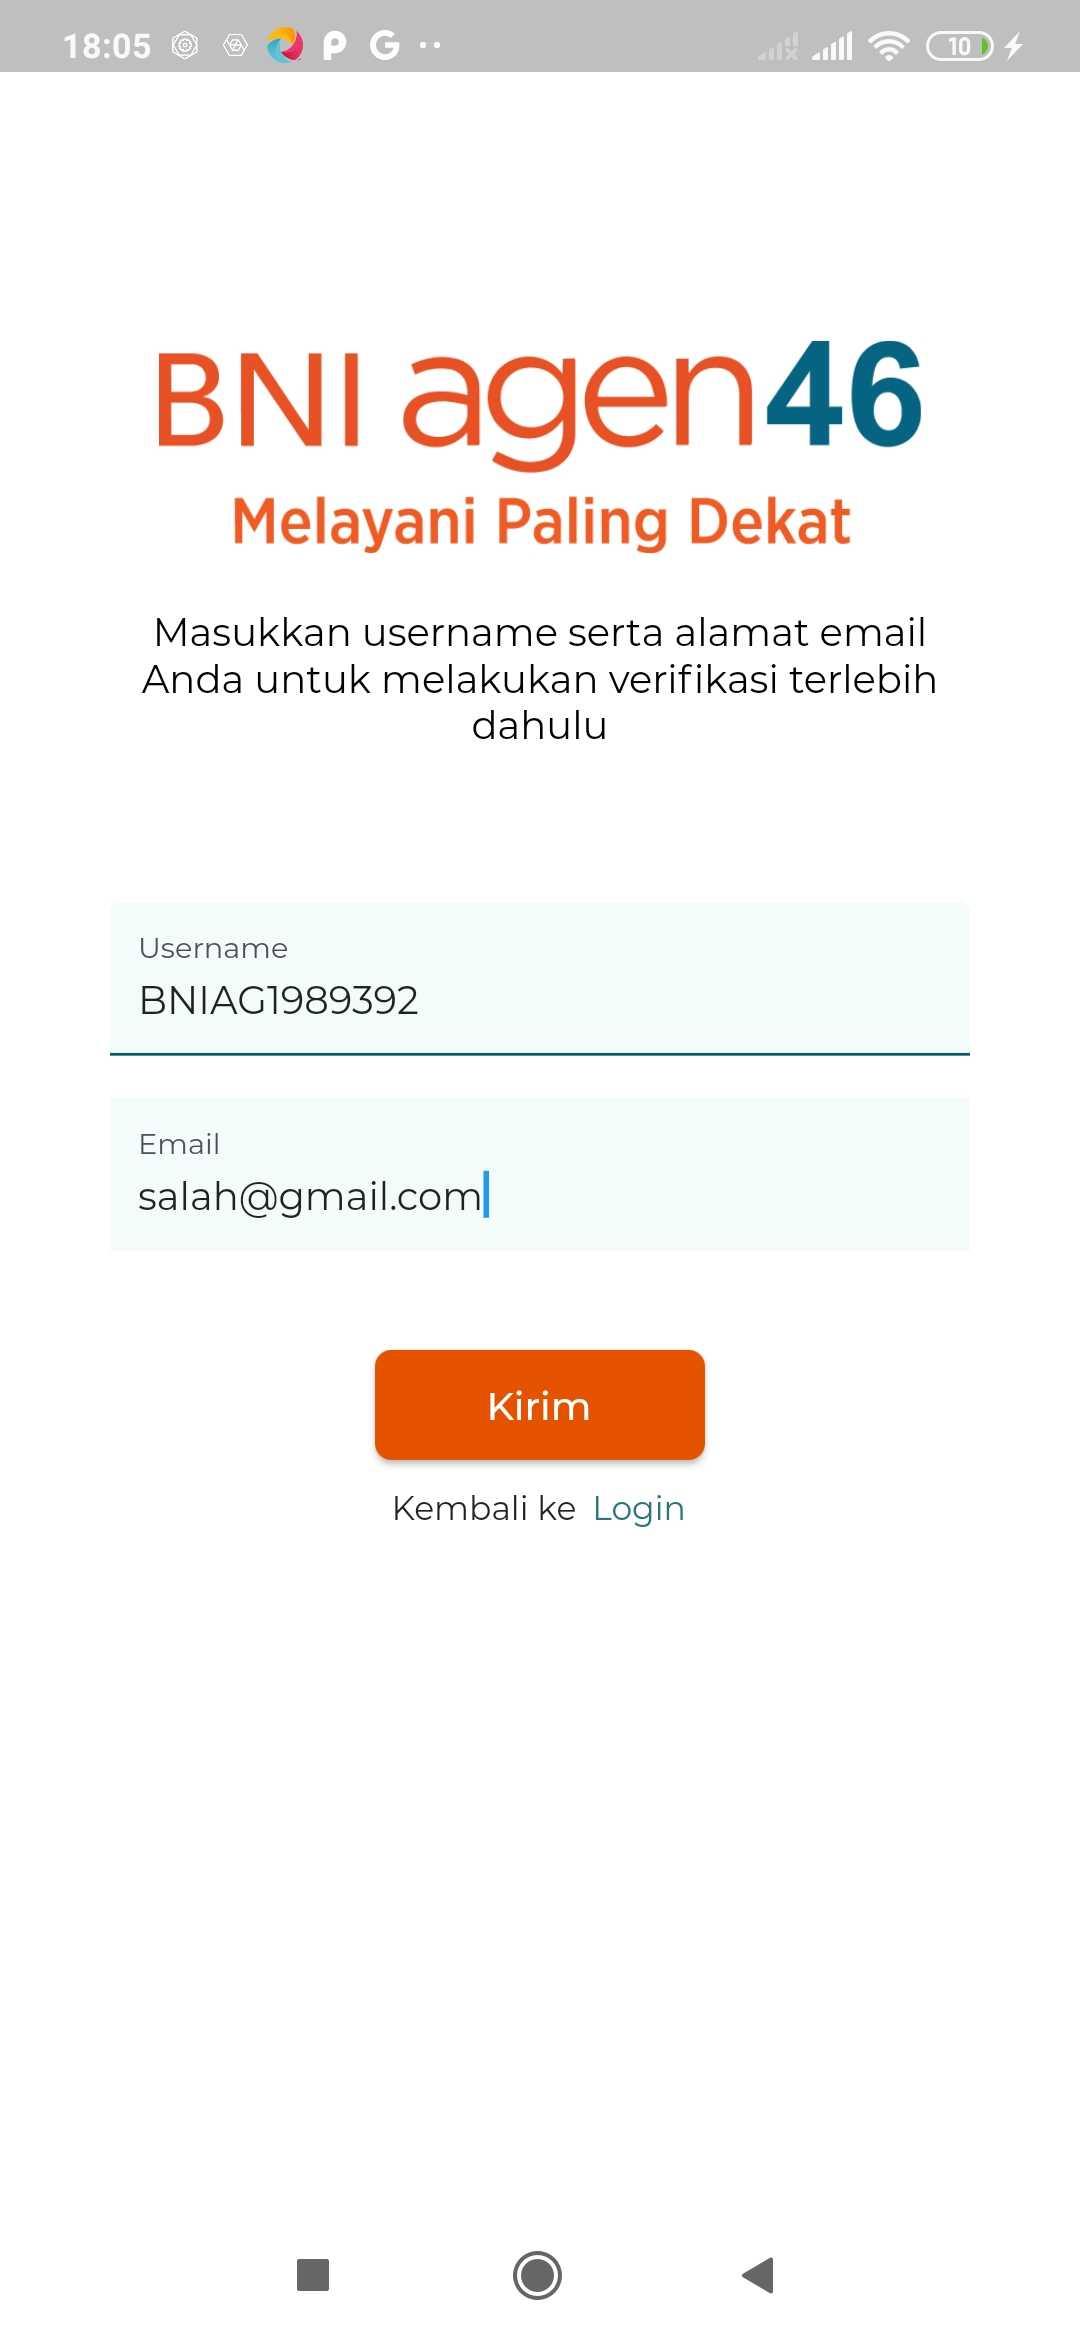 18:05
10
BNI agen46
Melayani Paling Dekat
Masukkan username serta alamat email
Anda untuk melakukan verifikasi terlebih
dahulu
Username
BNIAG1989392
Email
salah@gmail.com
Kirim
Kembali ke Login